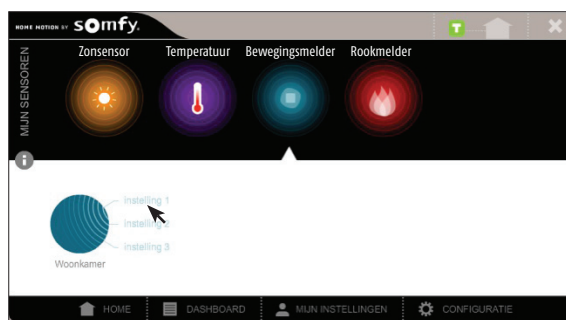 HOME MOTION BY somfy.
T
MIJN SENSOREN
Zonsensor Temperatuur Bewegingsmelder Rookmelder
i
Instelling 1
Instelling 2
Instelling 3
Woonkamer
HOME DASHBOARD MIJN INSTELLINGEN CONFIGURATIE